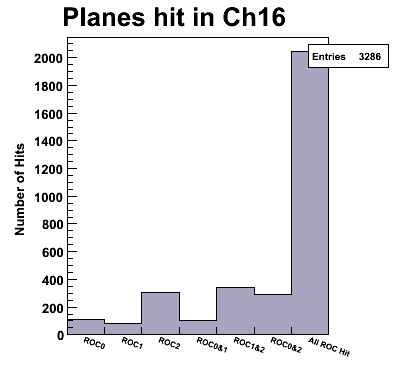 Planes hit in Ch16
Entries 3286
Number of Hits
2000
1800
1600
1400
1200
1000
800
600
400
200
0
ROC0
ROC1
ROC2
ROC0&1
ROC1&2
ROC0&2
All ROC Hit